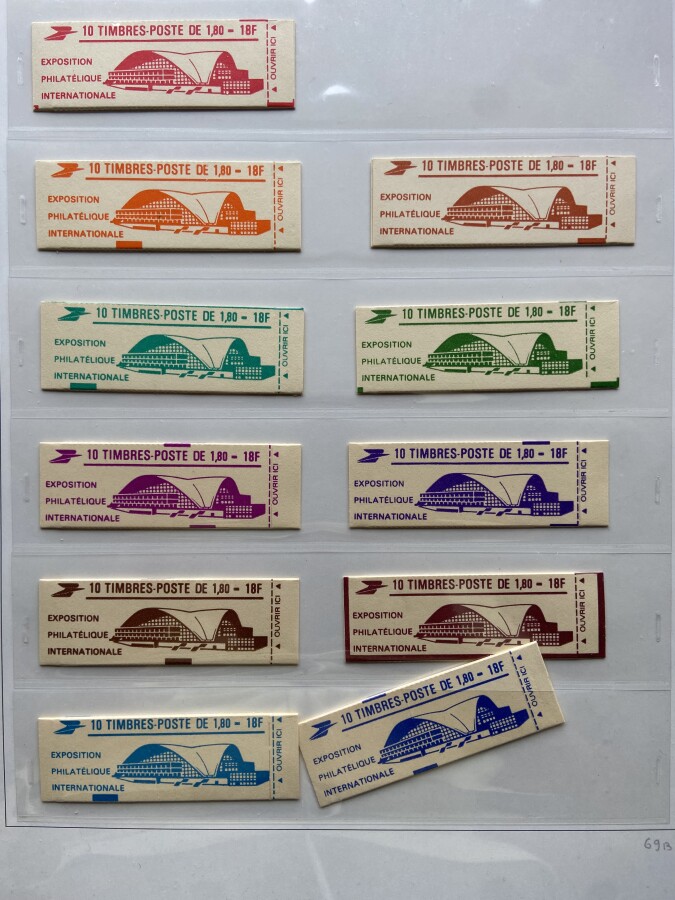 10 TIMBRES-POSTE DE 1,80 - 18F
EXPOSITION
PHILATÉLIQUE
INTERNATIONALE
OUVRIR ICI
10 TIMBRES-POSTE DE 1,80 - 18F
EXPOSITION
PHILATÉLIQUE
INTERNATIONALE
OUVRIR ICI
10 TIMBRES-POSTE DE 1,80 - 18F
EXPOSITION
PHILATÉLIQUE
INTERNATIONALE
OUVRIR ICI
10 TIMBRES-POSTE DE 1,80 - 18F
EXPOSITION
PHILATÉLIQUE
INTERNATIONALE
OUVRIR ICI
10 TIMBRES-POSTE DE 1,80 - 18F
EXPOSITION
PHILATÉLIQUE
INTERNATIONALE
OUVRIR ICI
10 TIMBRES-POSTE DE 1,80 - 18F
EXPOSITION
PHILATÉLIQUE
INTERNATIONALE
OUVRIR ICI
10 TIMBRES-POSTE DE 1,80 - 18F
EXPOSITION
PHILATÉLIQUE
INTERNATIONALE
OUVRIR ICI
10 TIMBRES-POSTE DE 1,80 - 18F
EXPOSITION
PHILATÉLIQUE
INTERNATIONALE
OUVRIR ICI
10 TIMBRES-POSTE DE 1,80 - 18F
EXPOSITION
PHILATÉLIQUE
INTERNATIONALE
OUVRIR ICI
10 TIMBRES-POSTE DE 1,80 - 18F
EXPOSITION
PHILATÉLIQUE
INTERNATIONALE
OUVRIR ICI
10 TIMBRES-POSTE DE 1,80 - 18F
EXPOSITION
PHILATÉLIQUE
INTERNATIONALE
OUVRIR ICI
69B